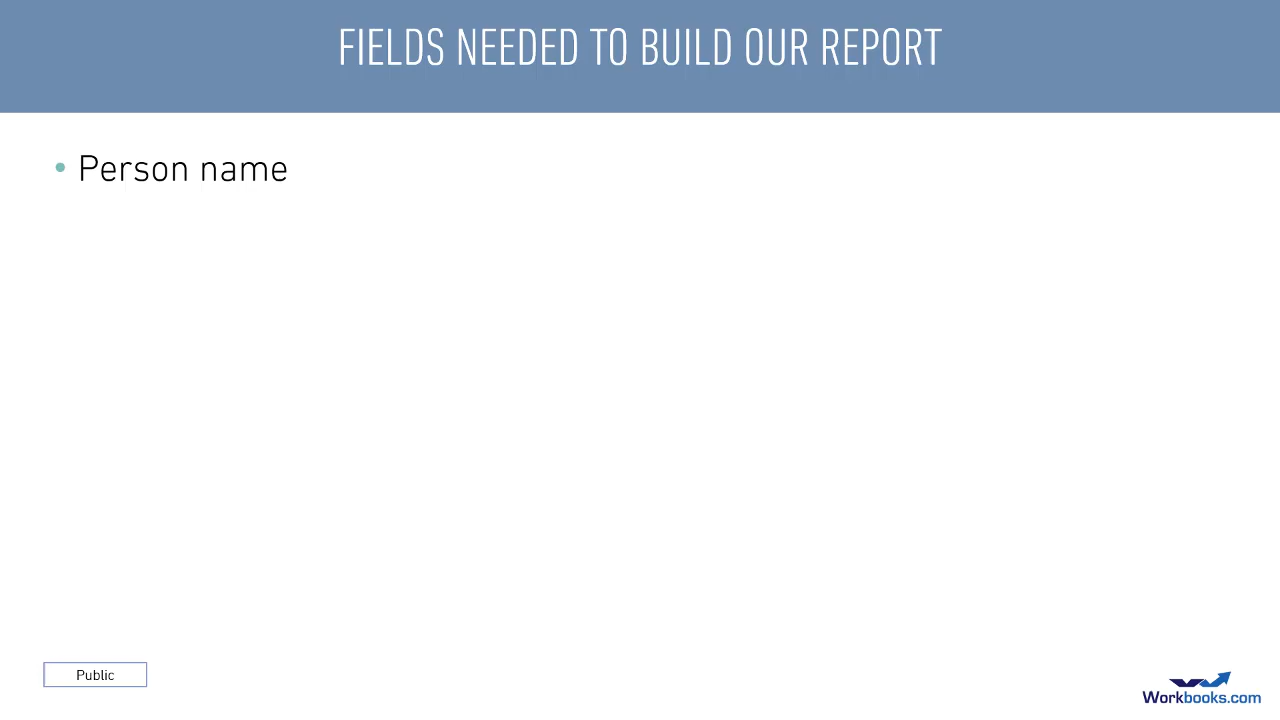 FIELDS NEEDED TO BUILD OUR REPORT
• Person name
Public
Workbooks.com